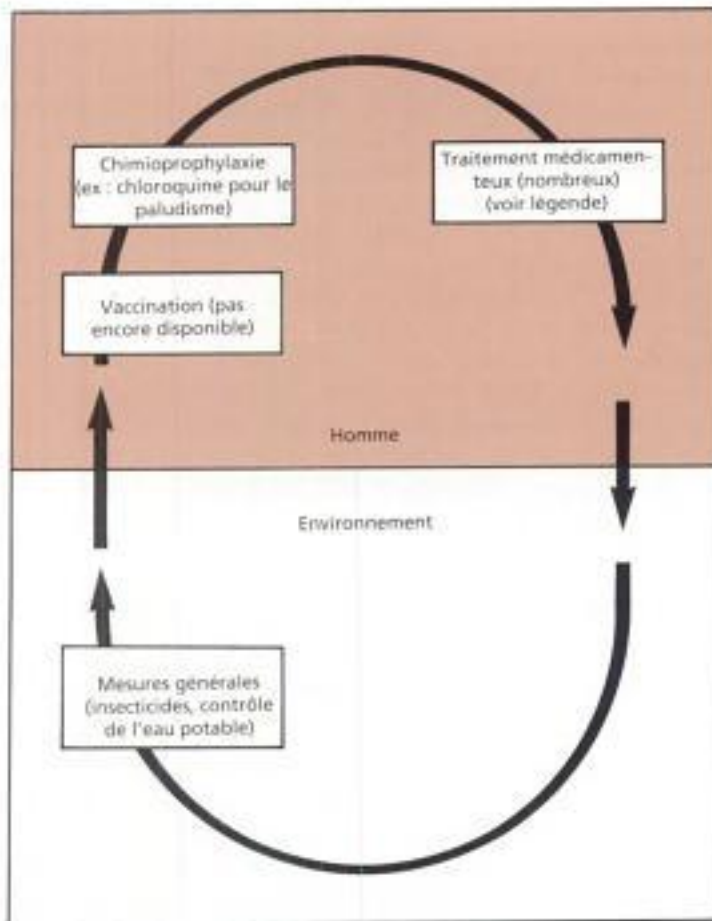 Chimioprophylaxie
(ex : chloroquine pour le
paludisme)
Traitement médicamen-
teux (nombreux)
(voir légende)
Vaccination (pas
encore disponible)
Homme
Environnement
Mesures générales
(insecticides, contrôle
de l'eau potable)